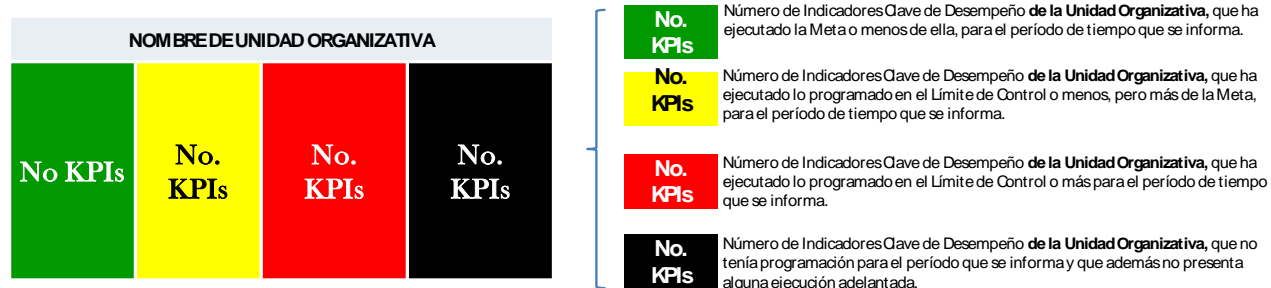 NOMBRE DE UNIDAD ORGANIZATIVA
No KPIs
No.
KPIs
No.
KPIs
No.
KPIs
No.
KPIs
Número de Indicadores Clave de Desempeño de la Unidad Organizativa, que ha
ejecutado la Meta o menos de ella, para el período de tiempo que se informa.
No.
KPIs
Número de Indicadores Clave de Desempeño de la Unidad Organizativa, que ha
ejecutado lo programado en el Límite de Control o menos, pero más de la Meta,
para el período de tiempo que se informa.
No.
KPIs
Número de Indicadores Clave de Desempeño de la Unidad Organizativa, que ha
ejecutado lo programado en el Límite de Control o más para el período de tiempo
que se informa.
No.
KPIs
Número de Indicadores Clave de Desempeño de la Unidad Organizativa, que no
tenía programación para el período que se informa y que además no presenta
alguna ejecución adelantada.